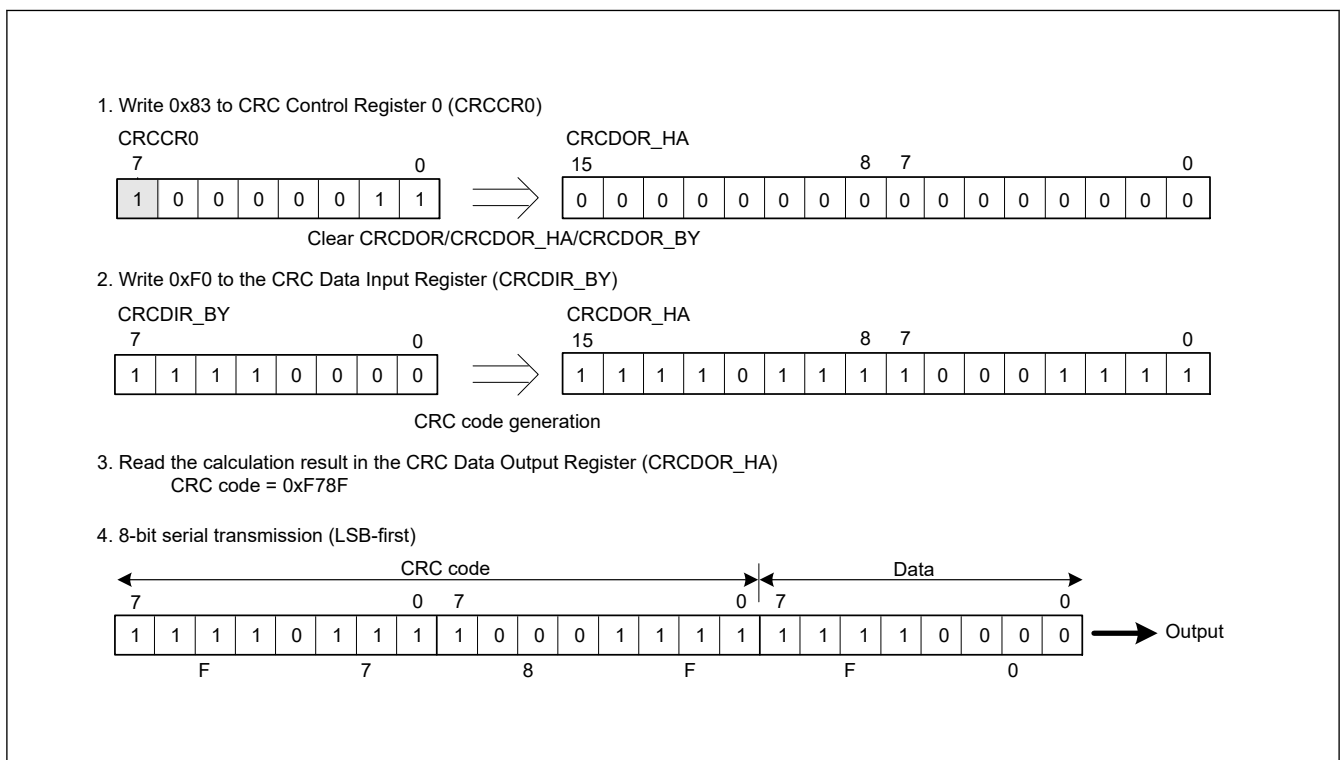 1. Write 0x83 to CRC Control Register 0 (CRCCR0)
CRCCR0 CRCDOR_HA
7 0 15 8 7 0
1 0 0 0 0 0 1 1 0 0 0 0 0 0 0 0 0 0 0 0 0 0 0 0
Clear CRCDOR/CRCDOR_HA/CRCDOR_BY
2. Write 0xF0 to the CRC Data Input Register (CRCDIR_BY)
CRCDIR_BY CRCDOR_HA
7 0 15 8 7 0
1 1 1 1 0 0 0 0 1 1 1 1 0 1 1 1 1 0 0 0 1 1 1 1
CRC code generation
3. Read the calculation result in the CRC Data Output Register (CRCDOR_HA)
CRC code = 0xF78F
4. 8-bit serial transmission (LSB-first)
CRC code Data
7 0 7 0 7 0
1 1 1 1 0 1 1 1 1 0 0 0 1 1 1 1 1 1 1 1 0 0 0 0 Output
F 7 8 F F 0